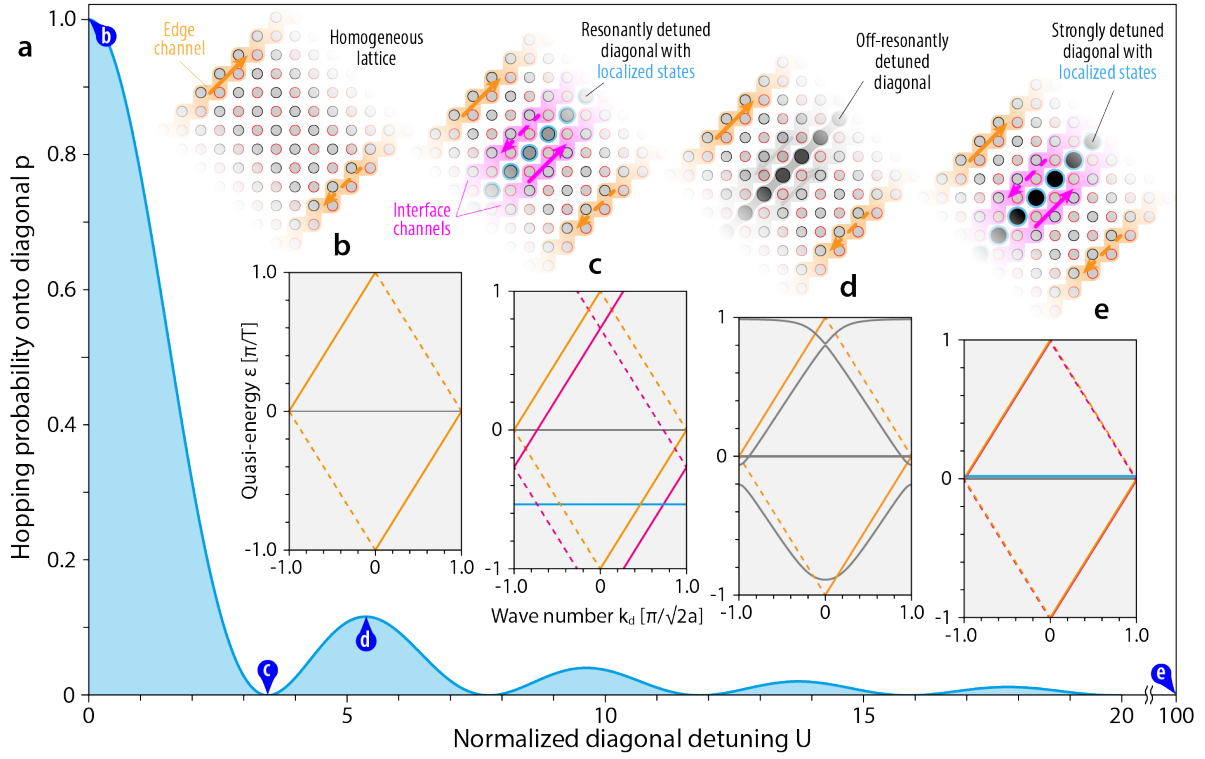 a
Hopping probability onto diagonal p
1.0
0.8
0.6
0.4
0.2
0
0
5
10
15
20
100
Normalized diagonal detuning U
b
c
d
e
Edge
channel
Homogeneous
lattice
b
Resonantly detuned
diagonal with
localized states
Interface
channels
c
Off-resonantly
detuned
diagonal
d
Strongly detuned
diagonal with
localized states
e
Quasi-energy ε [π/T]
1.0
0
-1.0
-1.0
0
1.0
1
0
-1
-1.0
0
1.0
Wave number k_d [π/√2a]
1
0
-1
-1.0
0
1.0
1
0
-1
-1.0
0
1.0